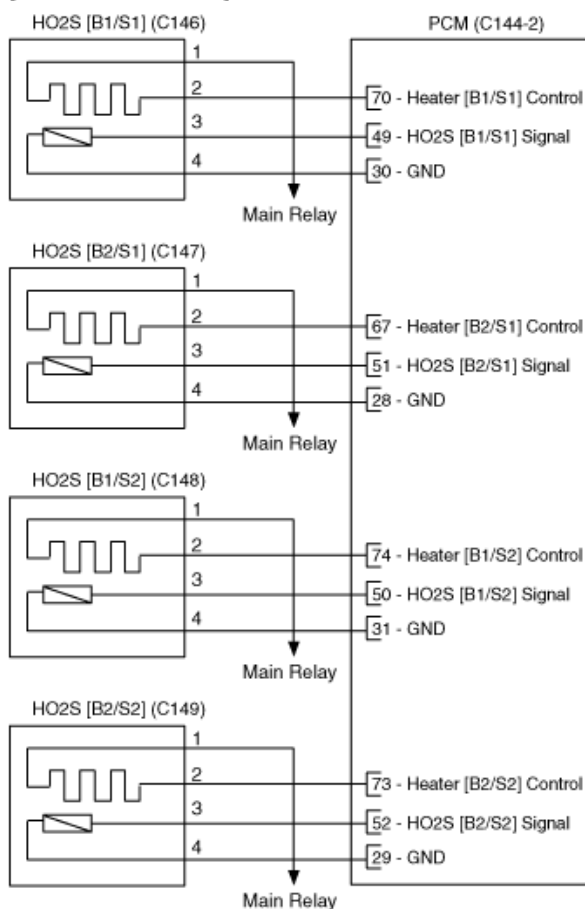 HO2S [B1/S1] (C146)
PCM (C144-2)
1
2
70 - Heater [B1/S1] Control
3
49 - HO2S [B1/S1] Signal
4
30 - GND
Main Relay
HO2S [B2/S1] (C147)
1
2
67 - Heater [B2/S1] Control
3
51 - HO2S [B2/S1] Signal
4
28 - GND
Main Relay
HO2S [B1/S2] (C148)
1
2
74 - Heater [B1/S2] Control
3
50 - HO2S [B1/S2] Signal
4
31 - GND
Main Relay
HO2S [B2/S2] (C149)
1
2
73 - Heater [B2/S2] Control
3
52 - HO2S [B2/S2] Signal
4
29 - GND
Main Relay